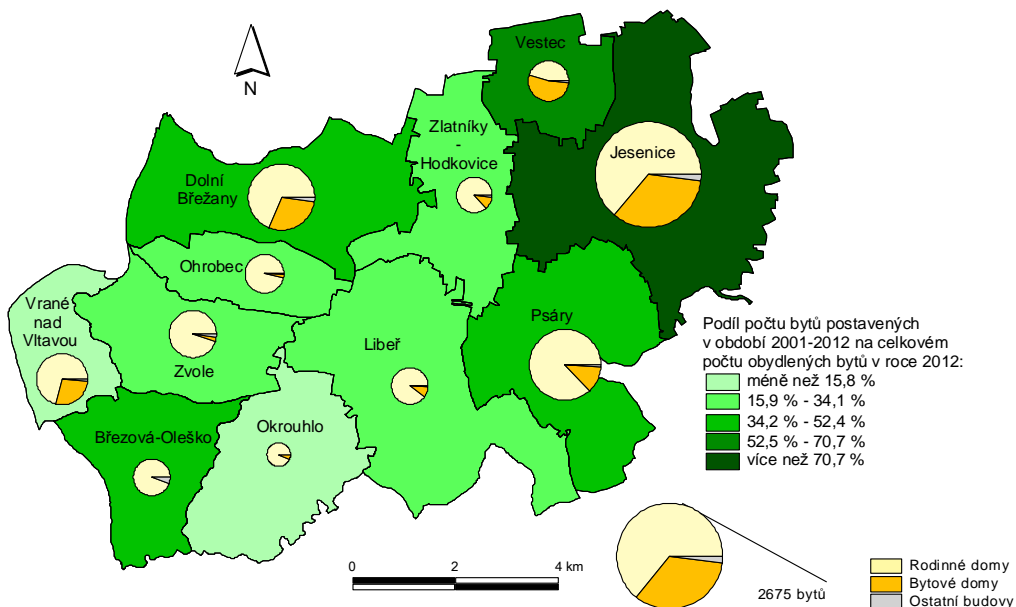 N
Vestec
Zlatníky
-
Hodkovice
Jesenice
Dolní
Břežany
Ohrobec
Vrané
nad
Vltavou
Zvole
Libeř
Psáry
Březová-Oleško
Okrouhlo
Podíl počtu bytů postavených
v období 2001-2012 na celkovém
počtu obydlených bytů v roce 2012:
méně než 15,8 %
15,9 % - 34,1 %
34,2 % - 52,4 %
52,5 % - 70,7 %
více než 70,7 %
0 2 4 km
2675 bytů
Rodinné domy
Bytové domy
Ostatní budovy